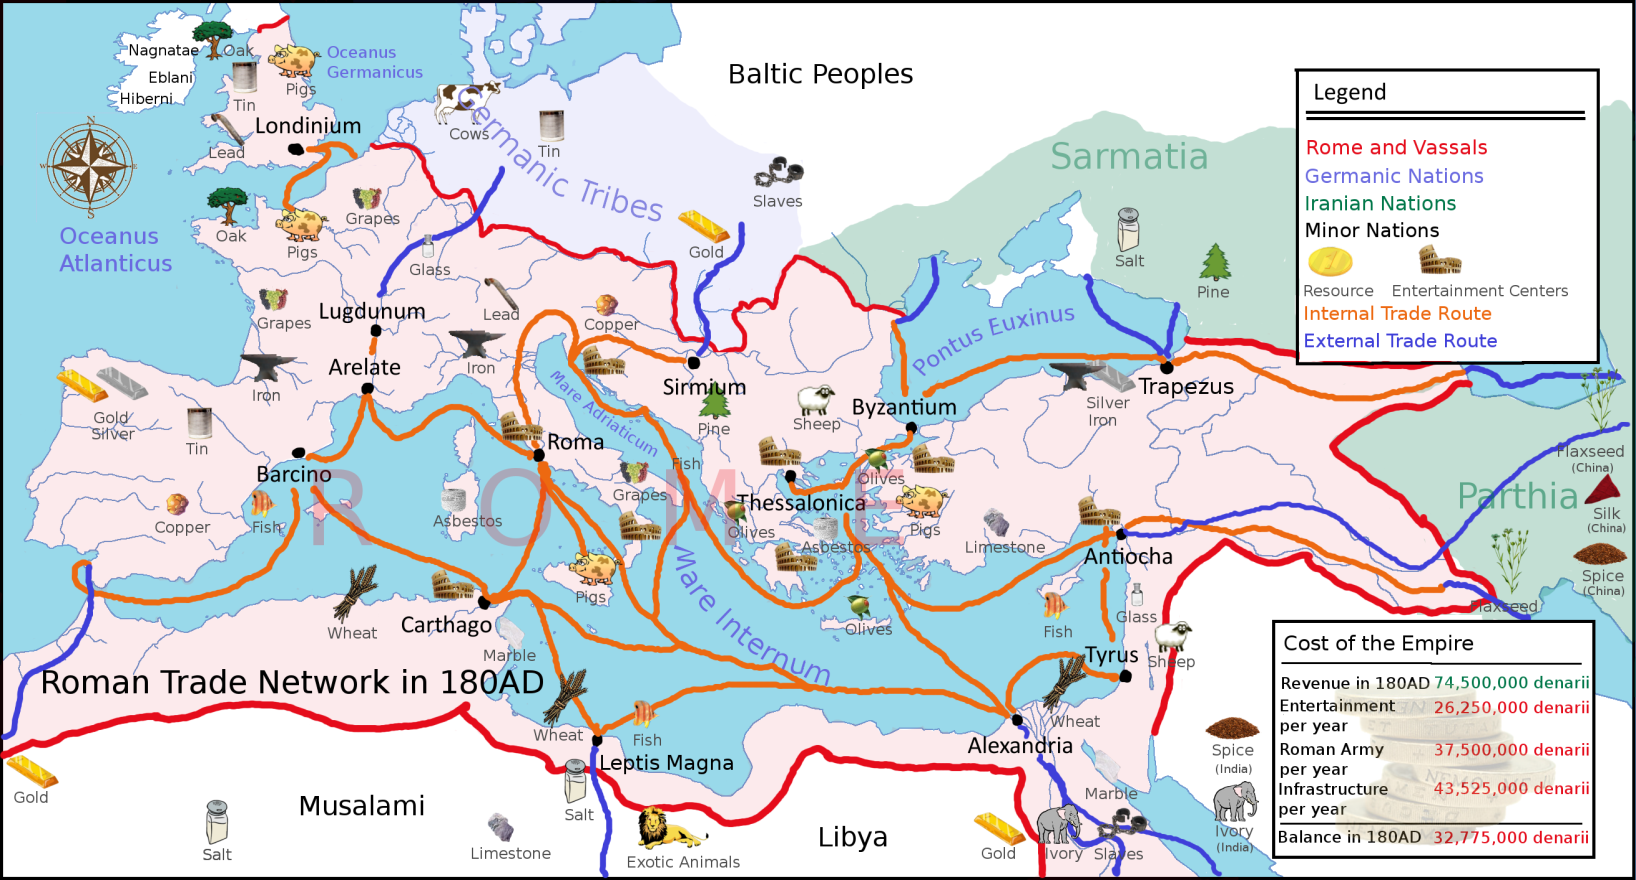 Baltic Peoples
Nagnatae
Eblani
Hiberni
Oak
Tin
Pigs
Oceanus
Germanicus
Londinium
Lead
Cows
Tin
Germanic Tribes
Slaves
Gold
Sarmatia
Salt
Pine
N
W
E
S
Oceanus
Atlanticus
Oak
Pigs
Grapes
Glass
Grapes
Lugdunum
Lead
Copper
Arelate
Iron
Iron
Gold
Silver
Tin
Copper
Barcino
Fish
Mare Adriaticum
Roma
Sirmium
Pine
Sheep
Byzantium
Pontus Euxinus
Trapezus
Silver
Iron
ROME
Asbestos
Grapes
Fish
Olives
Thessalonica
Asbestos
Olives
Pigs
Limestone
Antiocha
Parthia
Flaxseed
(China)
Silk
(China)
Spice
(China)
Flaxseed
Wheat
Carthago
Pigs
Marble
Mare Internum
Olives
Fish
Glass
Tyrus
Sheep
Wheat
Wheat
Fish
Leptis Magna
Alexandria
Roman Trade Network in 180AD
Gold
Salt
Musalami
Limestone
Salt
Exotic Animals
Libya
Gold
Ivory
Slaves
Marble
Spice
(India)
Ivory
(India)
Legend
Rome and Vassals
Germanic Nations
Iranian Nations
Minor Nations
Resource
Entertainment Centers
Internal Trade Route
External Trade Route
Cost of the Empire
Revenue in 180AD 74,500,000 denarii
Entertainment 26,250,000 denarii
per year
Roman Army 37,500,000 denarii
per year
Infrastructure 43,525,000 denarii
per year
Balance in 180AD 32,775,000 denarii